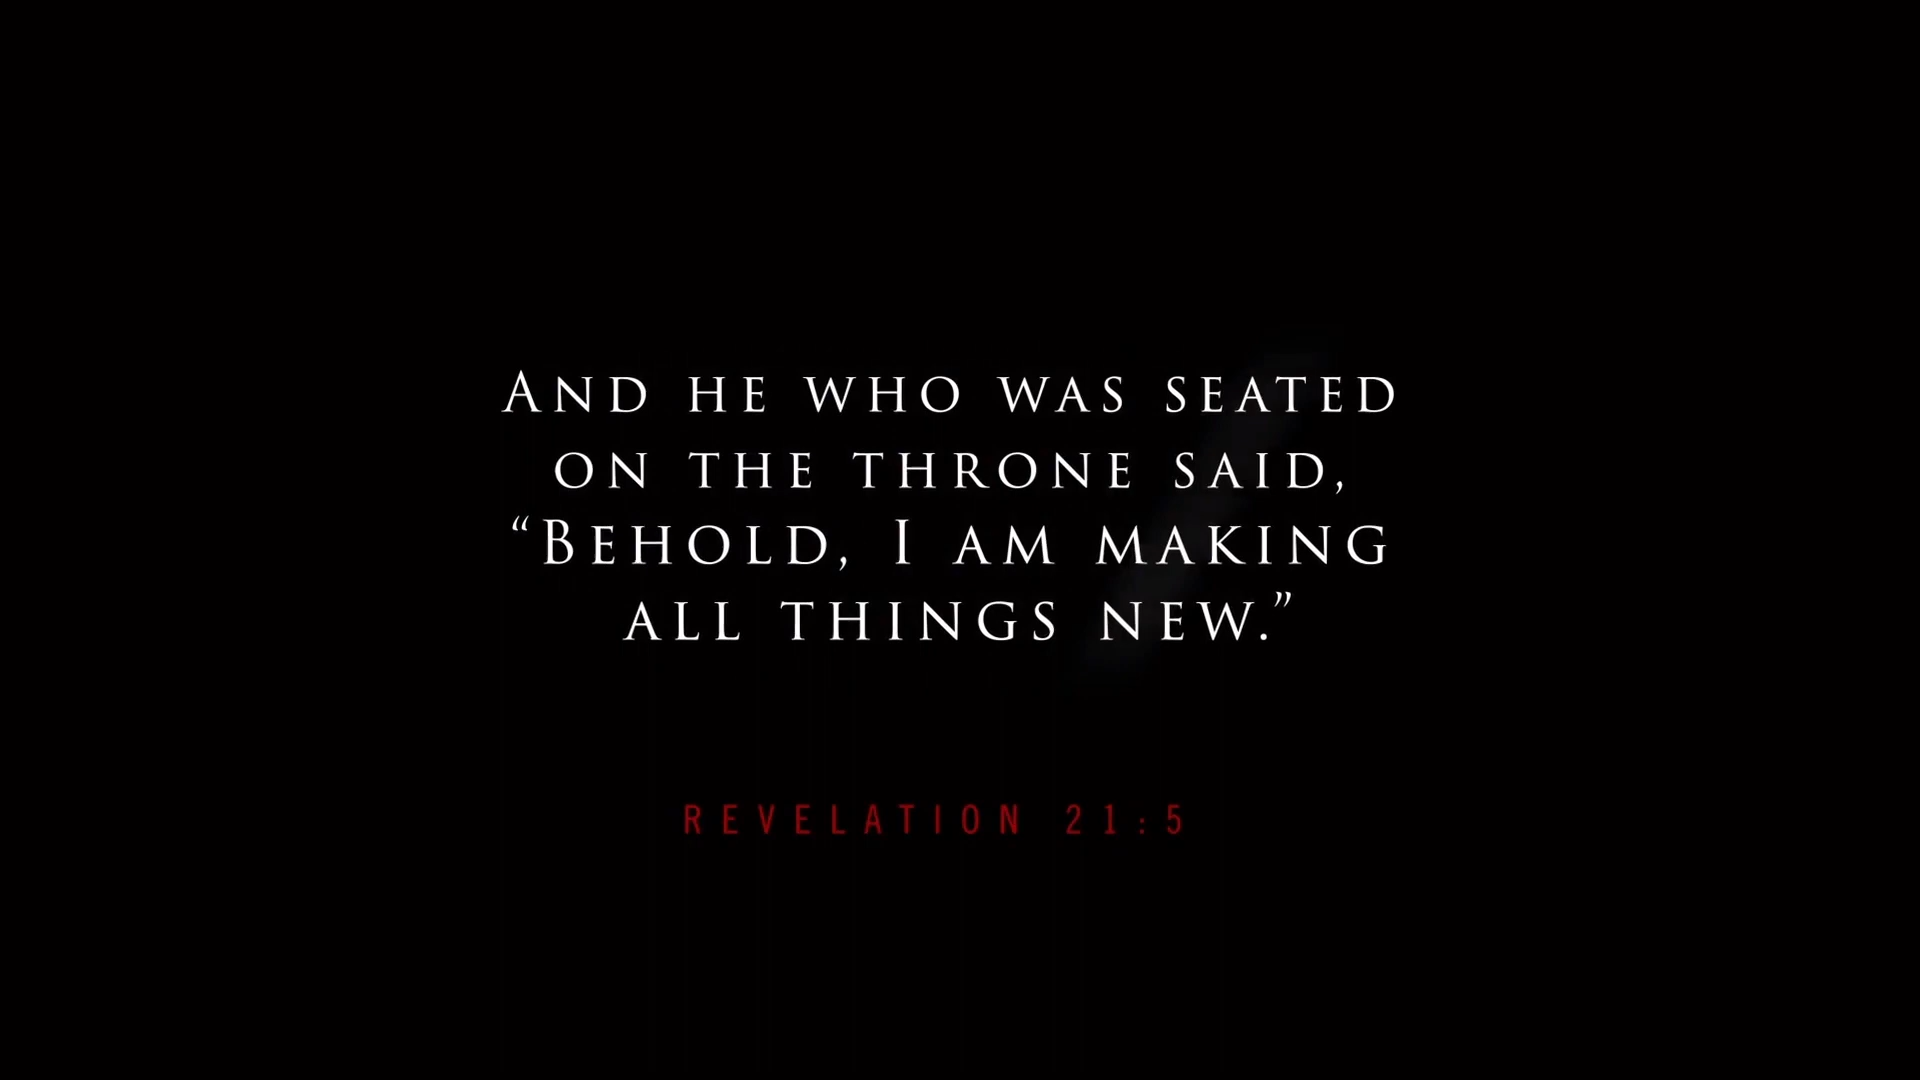 And he who was seated
on the throne said,
“Behold, I am making
all things new.”
REVELATION 21:5